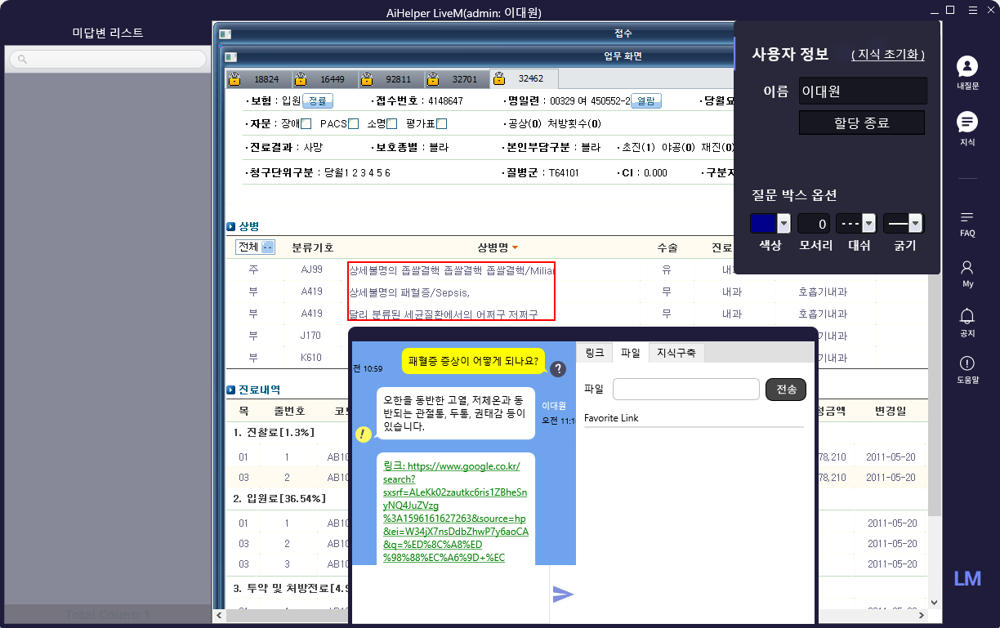 AiHelper LiveM(admin: 이대원)
미답변 리스트
Total Count: 1
접수
업무 화면
18824 16449 92811 32701 32462
·보험 : 입원 정률 ·접수번호 : 4148647 ·명일련 : 00329 여 450552-2 열람 ·당월요
·자문 : 장애 PACS 소명 평가표 ·공상(0) 처방횟수(0)
·진료결과 : 사망 ·보호종별 : 블라 ·본인부담구분 : 블라 ·초진(1) 야공(0) 재진(0)
·청구단위구분 : 당월1 2 3 4 5 6 ·질병군 : T64101 ·CI : 0.000 ·구분자
상병
전체 분류기호 상병명 수술 진료
주 AJ99 상세불명의 좁쌀결핵 좁쌀결핵 좁쌀결핵/Miliar 유 내
부 A419 상세불명의 패혈증/Sepsis, 무 내과 호흡기내과
부 A419 달리 분류된 세균질환에서의 어쩌구 저쩌구 무 내과 호흡기내과
부 J170 기내과
부 K610 기내과
진료내역
목 줄번호 코드 정금액 변경일
1. 진찰료[1.3%]
01 1 AB10 78,210 2011-05-20
03 2 AB10 78,210 2011-05-20
2. 입원료[36.54%]
01 1 AB10 2011-05-20
03 2 AB10 2011-05-20
03 3 AB10 2011-05-20
3. 투약 및 처방전료[4.9
사용자 정보 (지식 초기화)
이름 이대원
할당 종료
질문 박스 옵션
0
색상 모서리 대쉬 굵기
내질문
지식
FAQ
My
공지
도움말
LM
전 10:59 패혈증 증상이 어떻게 되나요? ?
오한을 동반한 고열, 저체온과 동
반되는 관절통, 두통, 권태감 등이
있습니다.
!
이대원
오전 11:1
링크: https://www.google.co.kr/
search?
sxsrf=ALeKk02zautkc6ris1ZBheSn
yNQ4JuZVzg
%3A1596161627263&source=hp
&ei=W34jX7nsDdbZhwP7y6aoCA
&q=%ED%8C%A8%ED
%98%88%EC%A6%9D+%EC
링크 파일 지식구축
파일 전송
Favorite Link